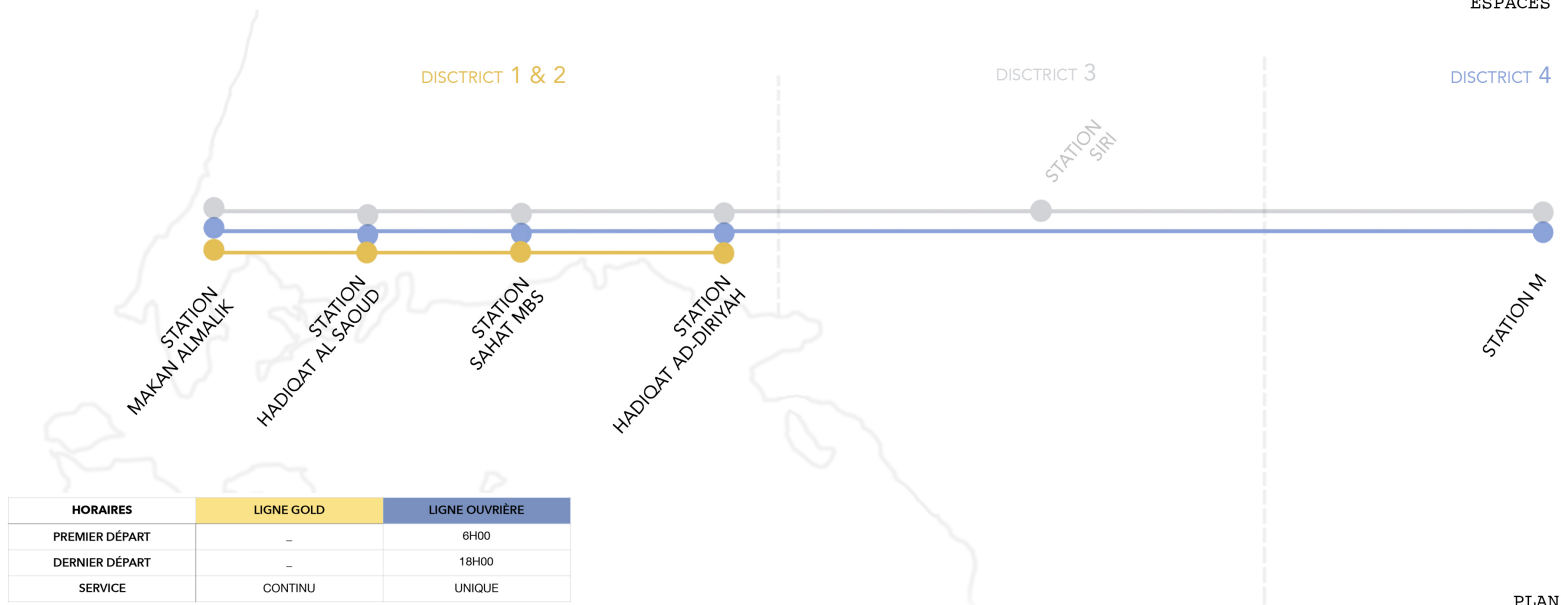 ESPACES
DISCTRICT 1 & 2
DISCTRICT 3
DISCTRICT 4
STATION
SIRI
STATION
MAKAN ALMALIK
STATION
HADIQAT AL SAOUD
STATION
SAHAT MBS
STATION
HADIQAT AD-DIRIYAH
STATION M
HORAIRES LIGNE GOLD LIGNE OUVRIÈRE
PREMIER DÉPART _ 6H00
DERNIER DÉPART _ 18H00
SERVICE CONTINU UNIQUE
PLAN